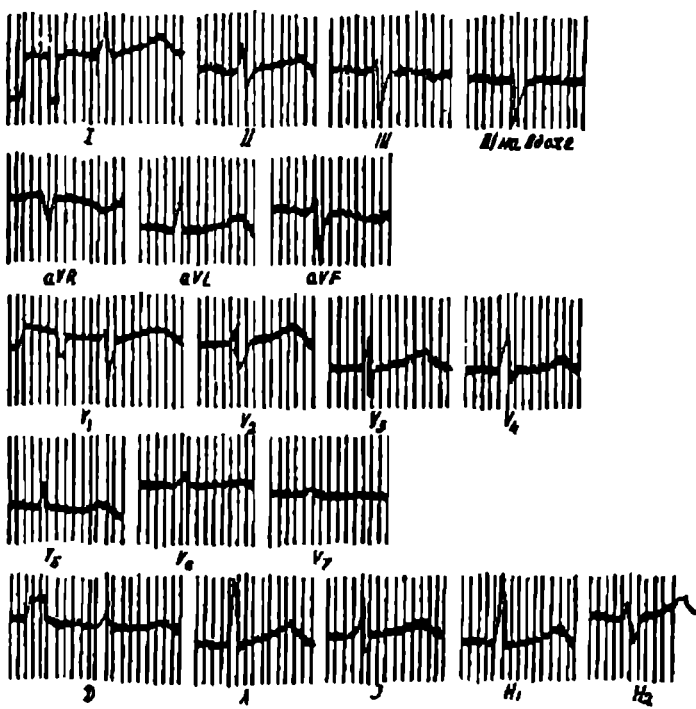 I II III III на вдохе
aVR aVL aVF
V1 V2 V3 V4
V5 V6 V7
D A J H1 H2